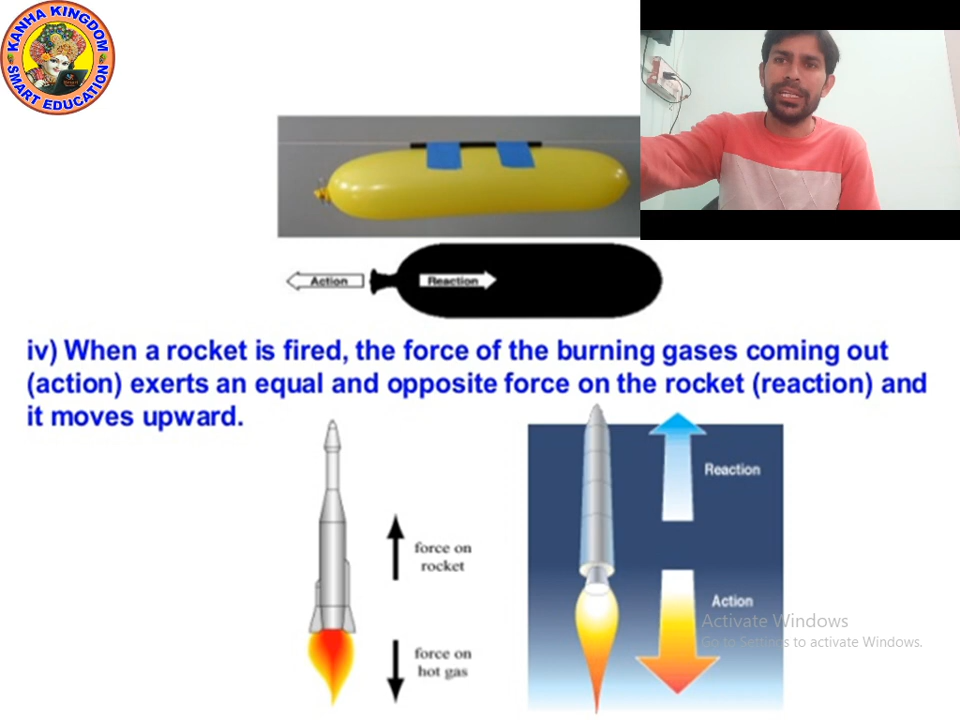 KANHA KINGDOM
SMART EDUCATION
Action
Reaction
iv) When a rocket is fired, the force of the burning gases coming out
(action) exerts an equal and opposite force on the rocket (reaction) and
it moves upward.
force on
rocket
force on
hot gas
Reaction
Action
Activate Windows
Go to Settings to activate Windows.